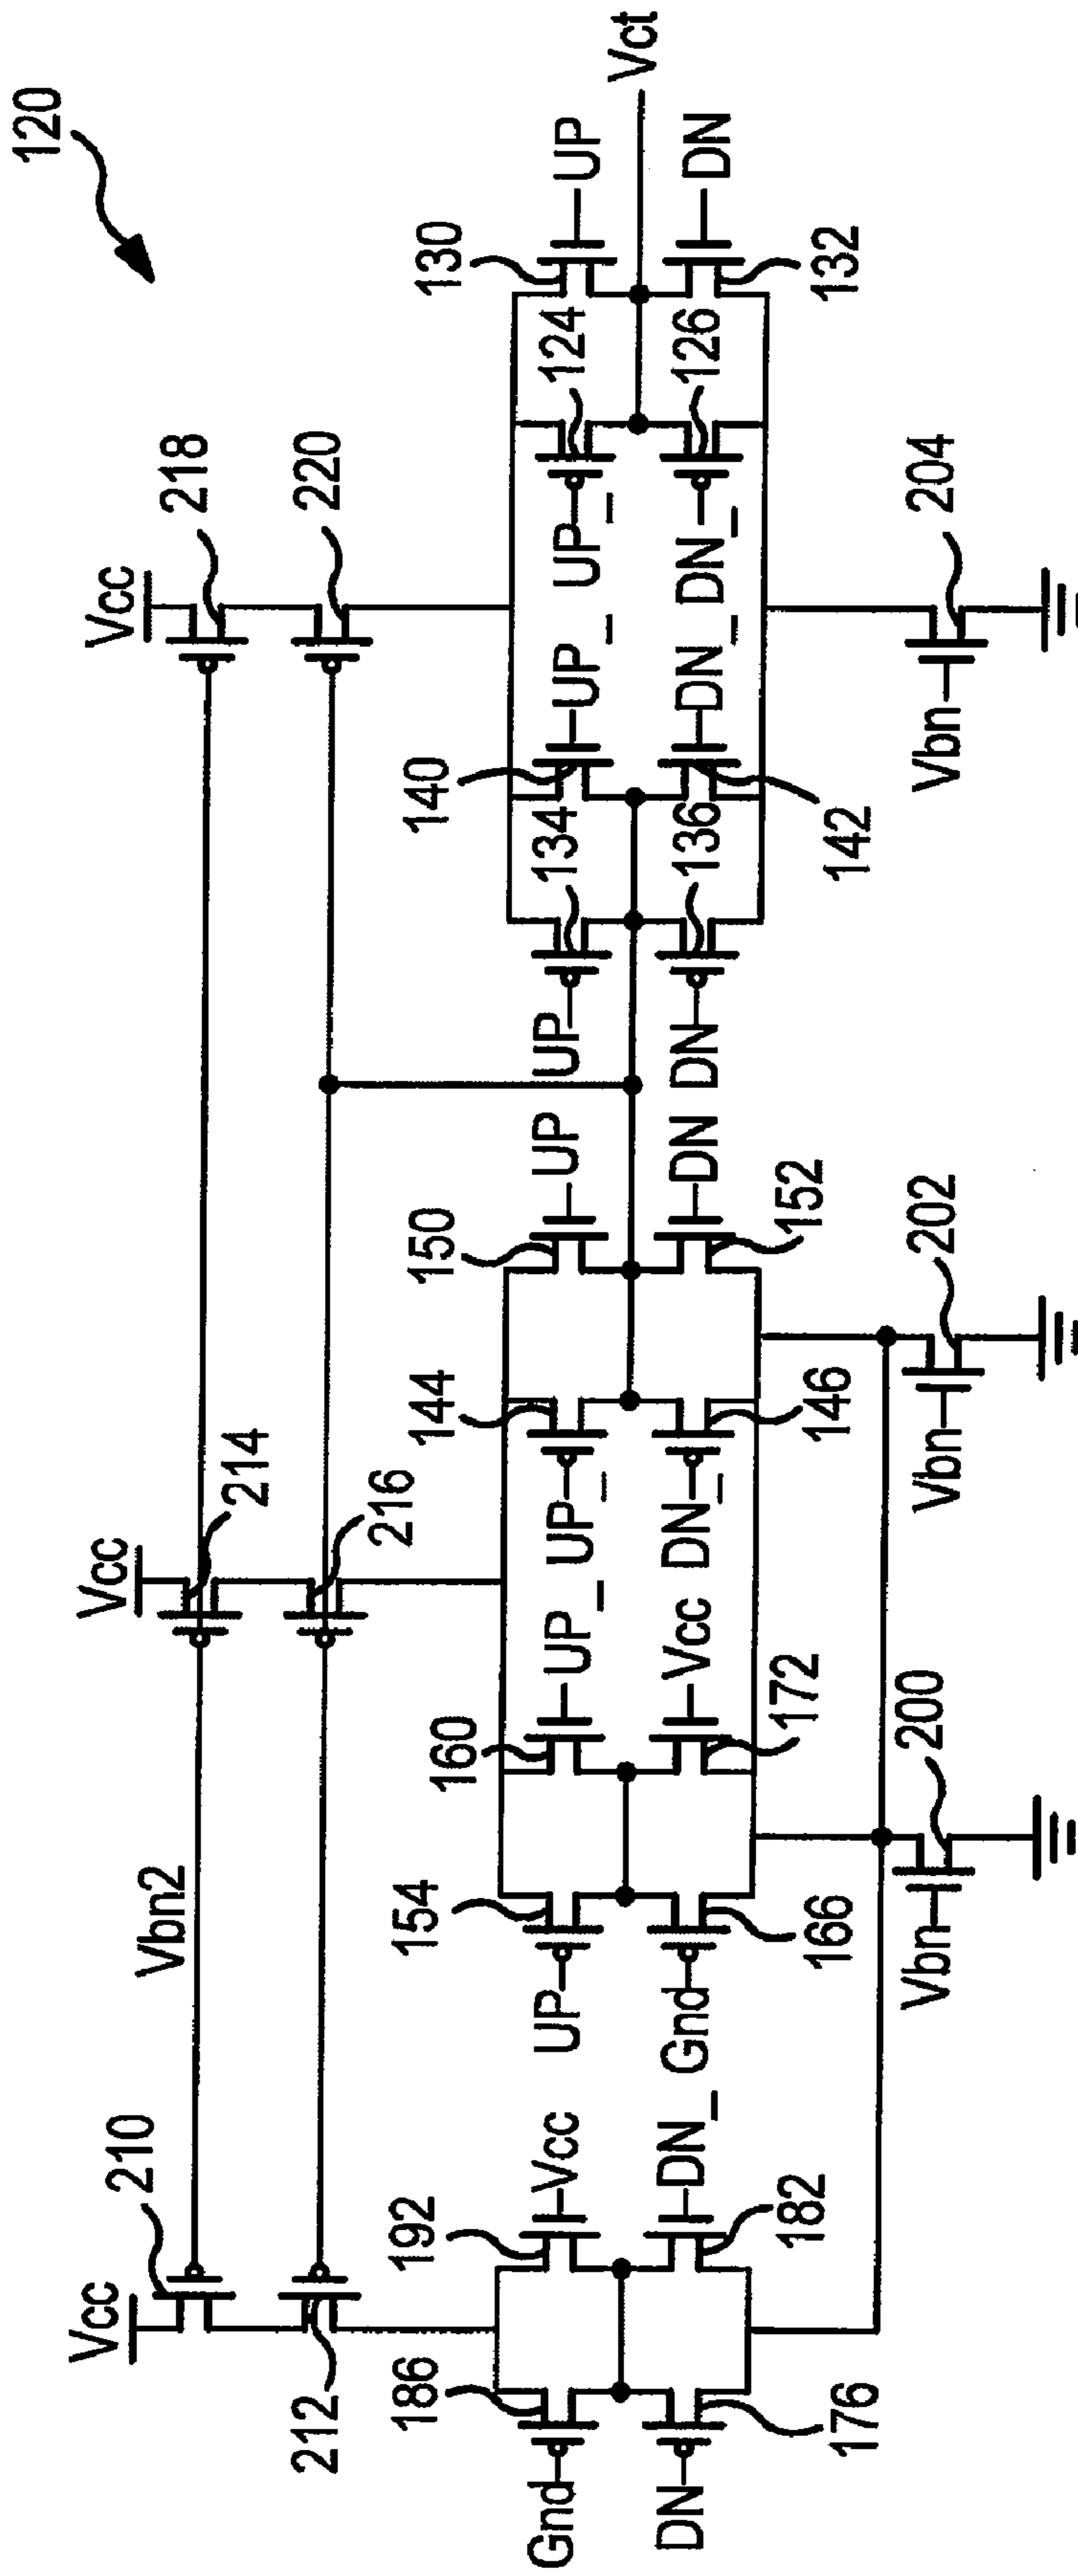 120
Vcc
Vcc
Vcc
210
Vbn2
214
218
212
216
220
186
192
154
160
144
150
134
140
124
130
Gnd
Vcc
UP
UP_
UP_
UP
UP
UP_
UP_
UP
Vct
DN
DN_
Gnd
Vcc
DN_
DN
DN
DN_
DN_
DN
176
182
166
172
146
152
136
142
126
132
Vbn
200
Vbn
202
Vbn
204